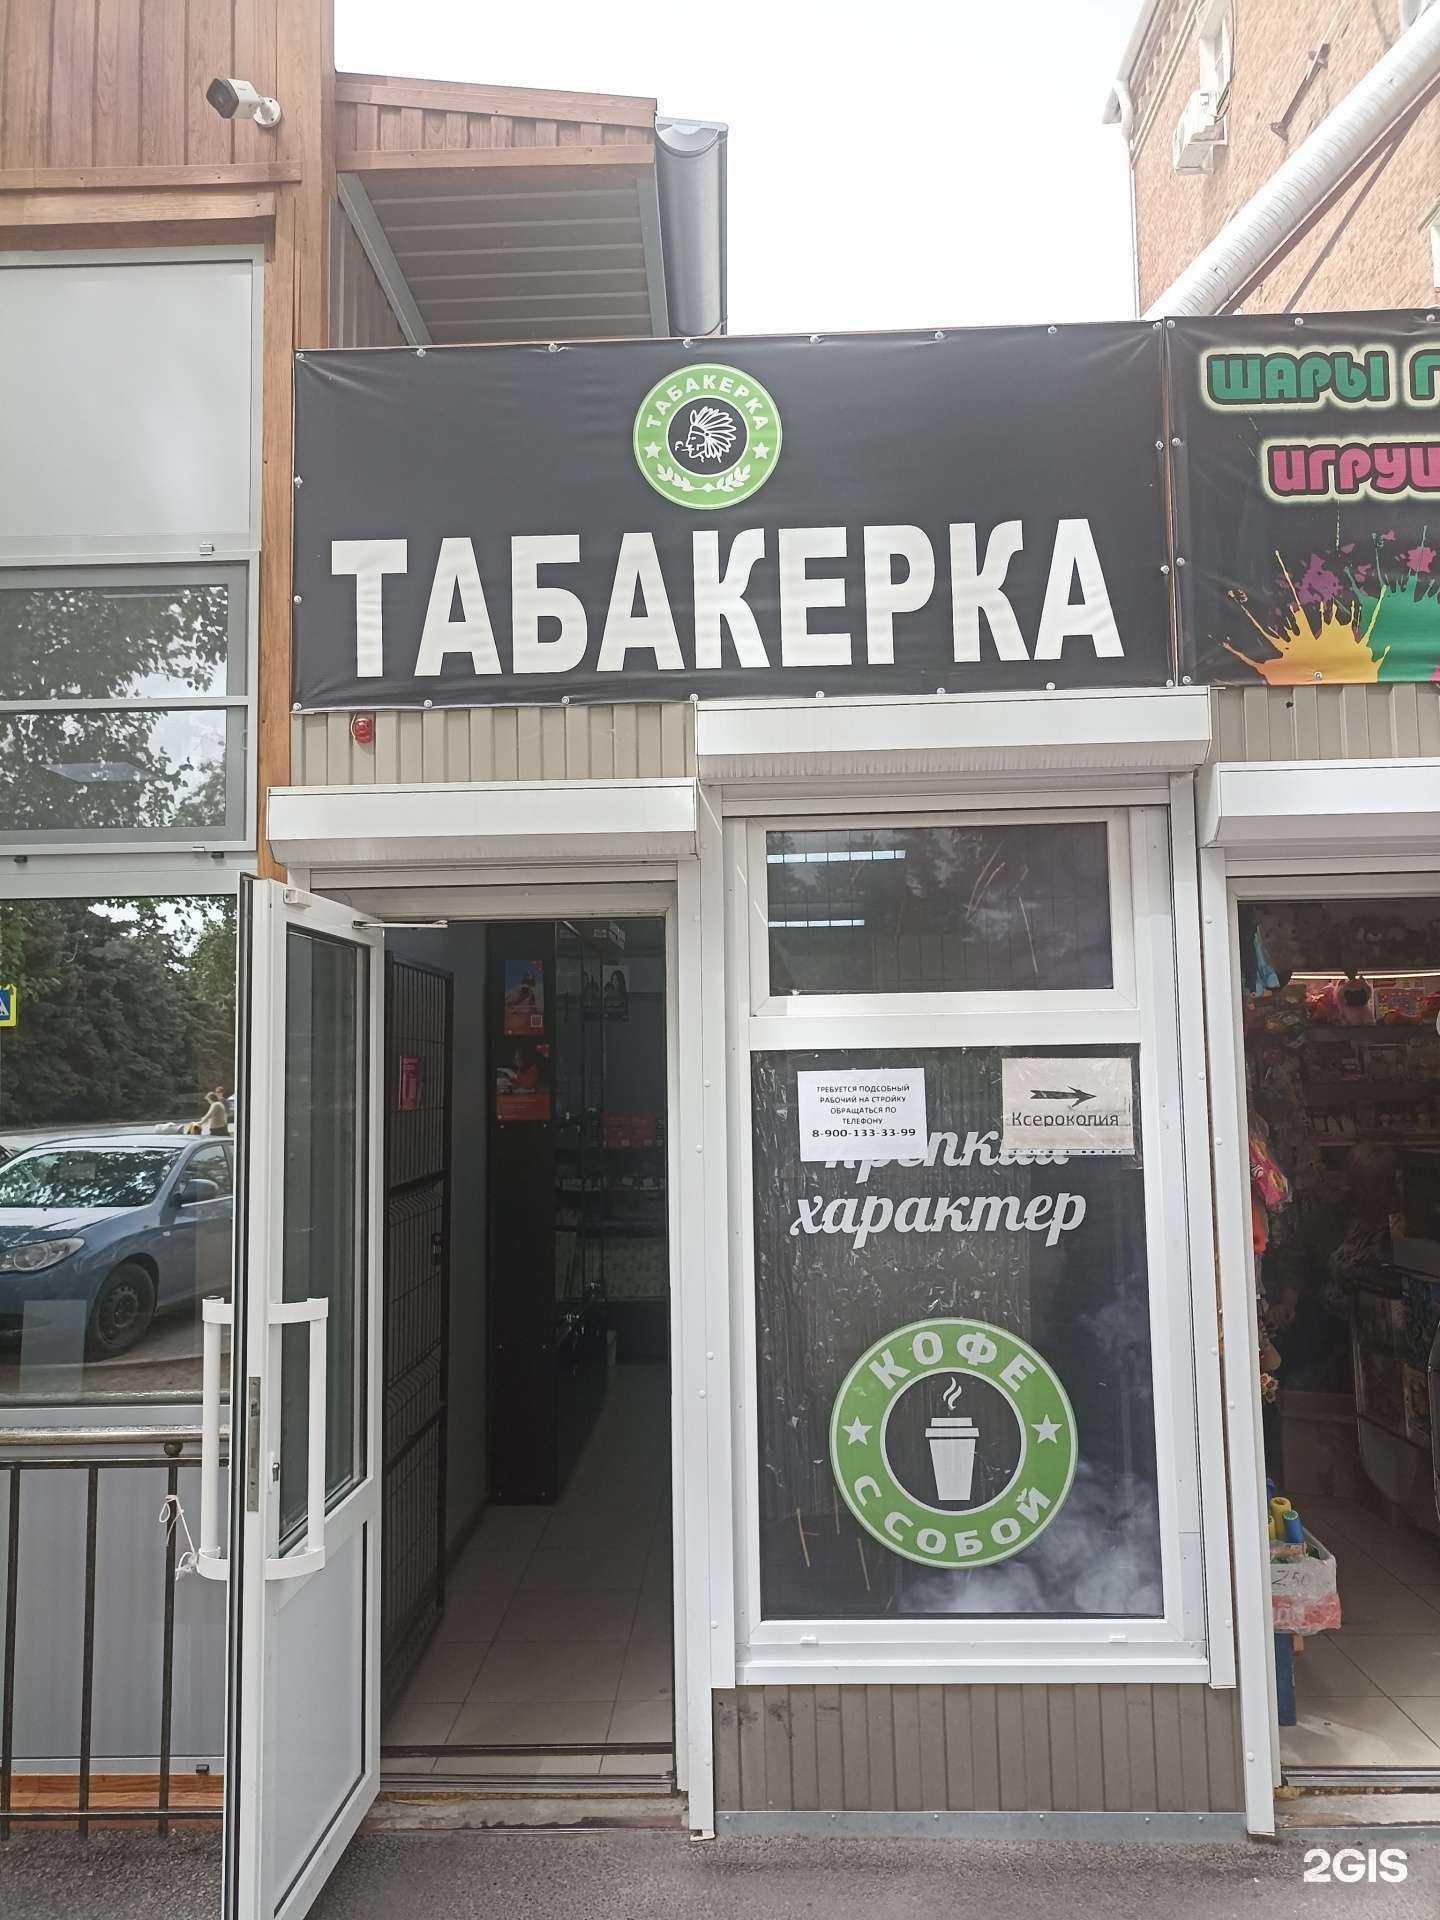 ТАБАКЕРКА
ТАБАКЕРКА
ШАРЫ Г
ИГРУШ
ТРЕБУЕТСЯ ПОДСОБНЫЙ
РАБОЧИЙ НА СТРОЙКУ
ОБРАЩАТЬСЯ ПО
ТЕЛЕФОНУ
8-900-133-33-99
Ксерокопия
крепкий
характер
КОФЕ
С СОБОЙ
2GIS